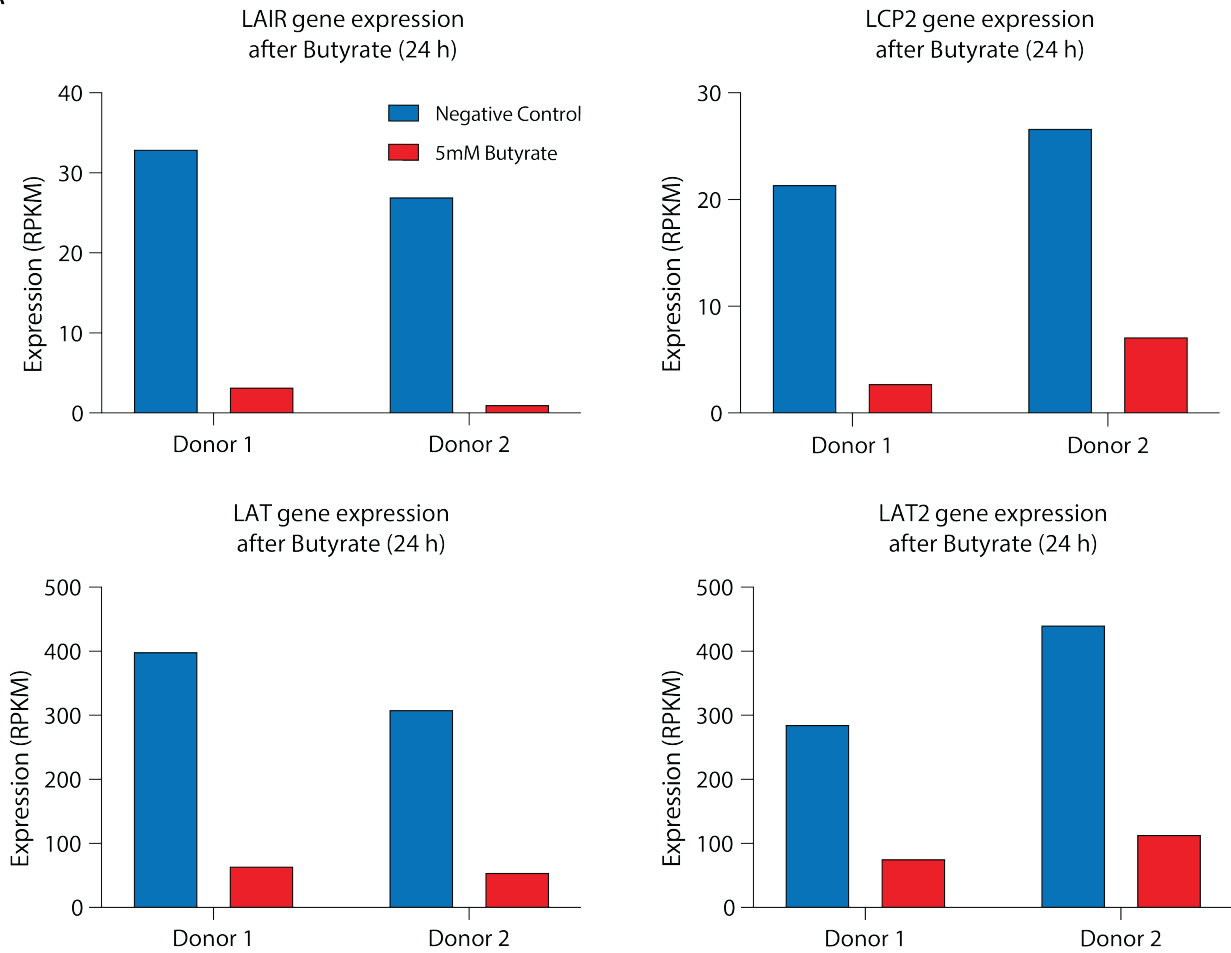 LAIR gene expression
after Butyrate (24 h)
40
30
20
10
0
Expression (RPKM)
Negative Control
5mM Butyrate
Donor 1
Donor 2
LCP2 gene expression
after Butyrate (24 h)
30
20
10
0
Expression (RPKM)
Donor 1
Donor 2
LAT gene expression
after Butyrate (24 h)
500
400
300
200
100
0
Expression (RPKM)
Donor 1
Donor 2
LAT2 gene expression
after Butyrate (24 h)
500
400
300
200
100
0
Expression (RPKM)
Donor 1
Donor 2